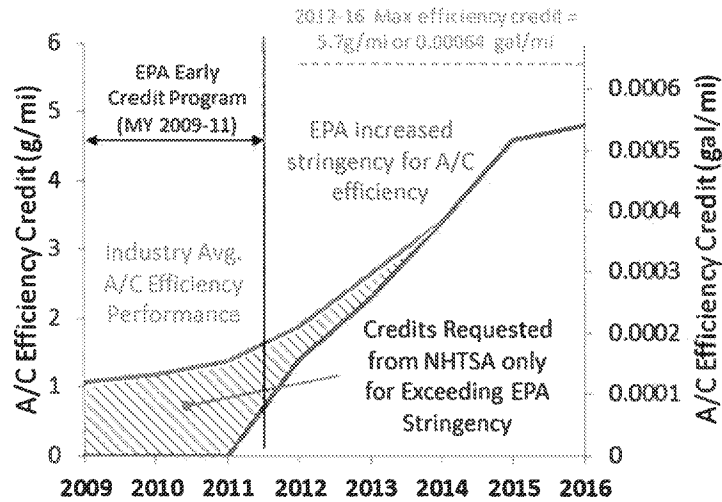 2012-16 Max efficiency credit =
5.7g/mi or 0.00064 gal/mi
EPA Early
Credit Program
(MY 2009-11)
EPA increased
stringency for A/C
efficiency
Industry Avg.
A/C Efficiency
Performance
Credits Requested
from NHTSA only
for Exceeding EPA
Stringency
A/C Efficiency Credit (g/mi)
6
5
4
3
2
1
0
A/C Efficiency Credit (gal/mi)
0.0006
0.0005
0.0004
0.0003
0.0002
0.0001
0
2009 2010 2011 2012 2013 2014 2015 2016